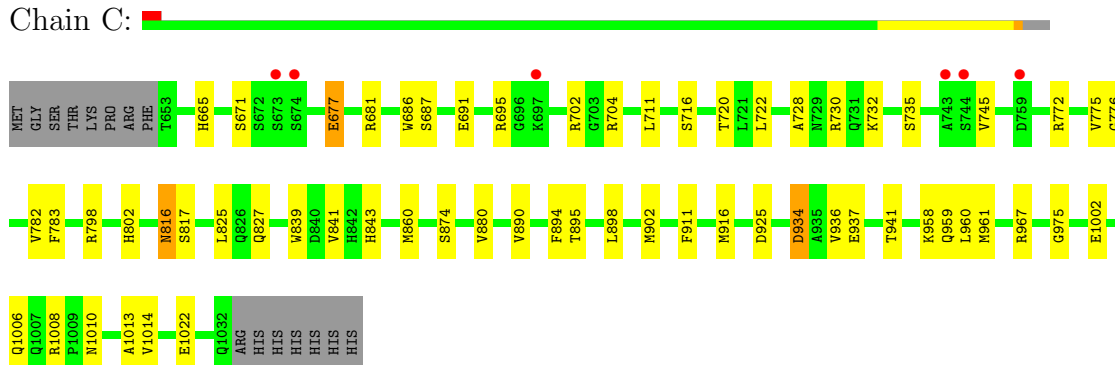 Chain C:
MET GLY SER THR LYS PRO ARG PHE T653 H665 S671 S672 S673 S674 E677 R681 W686 S687 E691 R695 G696 K697 R702 G703 R704 L711 S716 T720 L721 L722 A728 N729 R730 Q731 K732 S735 A743 S744 V745 D759 R772 V775
V782 F783 R798 H802 N816 S817 L825 Q826 Q827 W839 D840 V841 H842 H843 M860 S874 V880 V890 F894 T895 L898 M902 F911 M916 D925 D934 A935 V936 E937 T941 K958 Q959 L960 M961 R967 G975 E1002
Q1006 Q1007 R1008 P1009 N1010 A1013 V1014 E1022 Q1032 ARG HIS HIS HIS HIS HIS HIS